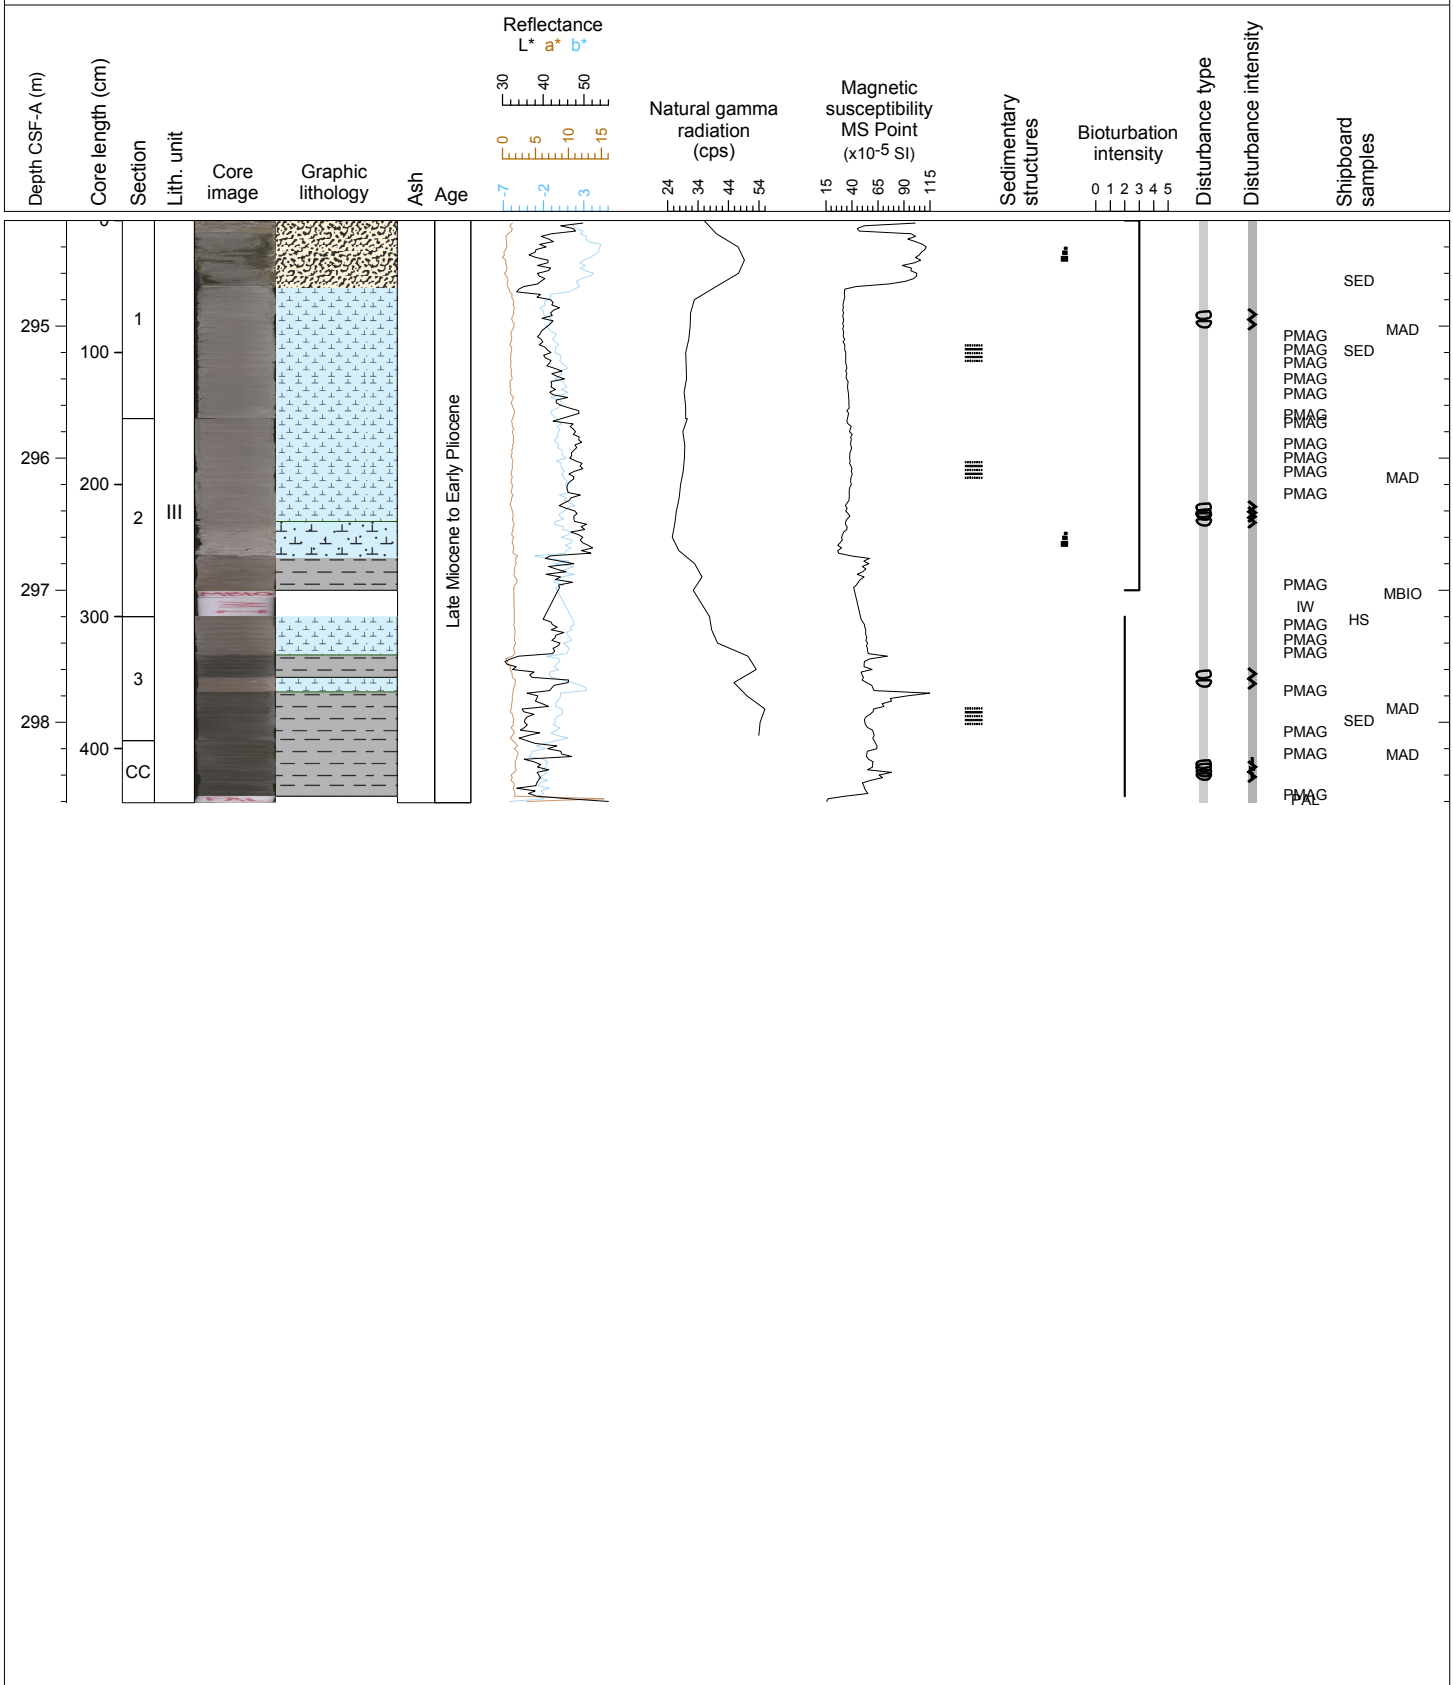 Depth CSF-A (m)
Core length (cm)
Section
Lith. unit
Core
image
Graphic
lithology
Ash
Age
Reflectance
L* a* b*
30 40 50
0 5 10 15
-7 -2 3
Natural gamma
radiation
(cps)
24 34 44 54
Magnetic
susceptibility
MS Point
(x10-5 SI)
15 40 65 90 115
Sedimentary
structures
Bioturbation
intensity
0 1 2 3 4 5
Disturbance type
Disturbance intensity
Shipboard
samples
0
SED
295
1
MAD
PMAG
100
PMAG
SED
PMAG
PMAG
PMAG
PMAG
PMAG
PMAG
296
PMAG
PMAG
MAD
200
PMAG
2
III
Late Miocene to Early Pliocene
PMAG
297
MBIO
IW
300
HS
PMAG
PMAG
PMAG
3
PMAG
MAD
298
SED
PMAG
400
PMAG
MAD
CC
PMAG
PAL
PAL